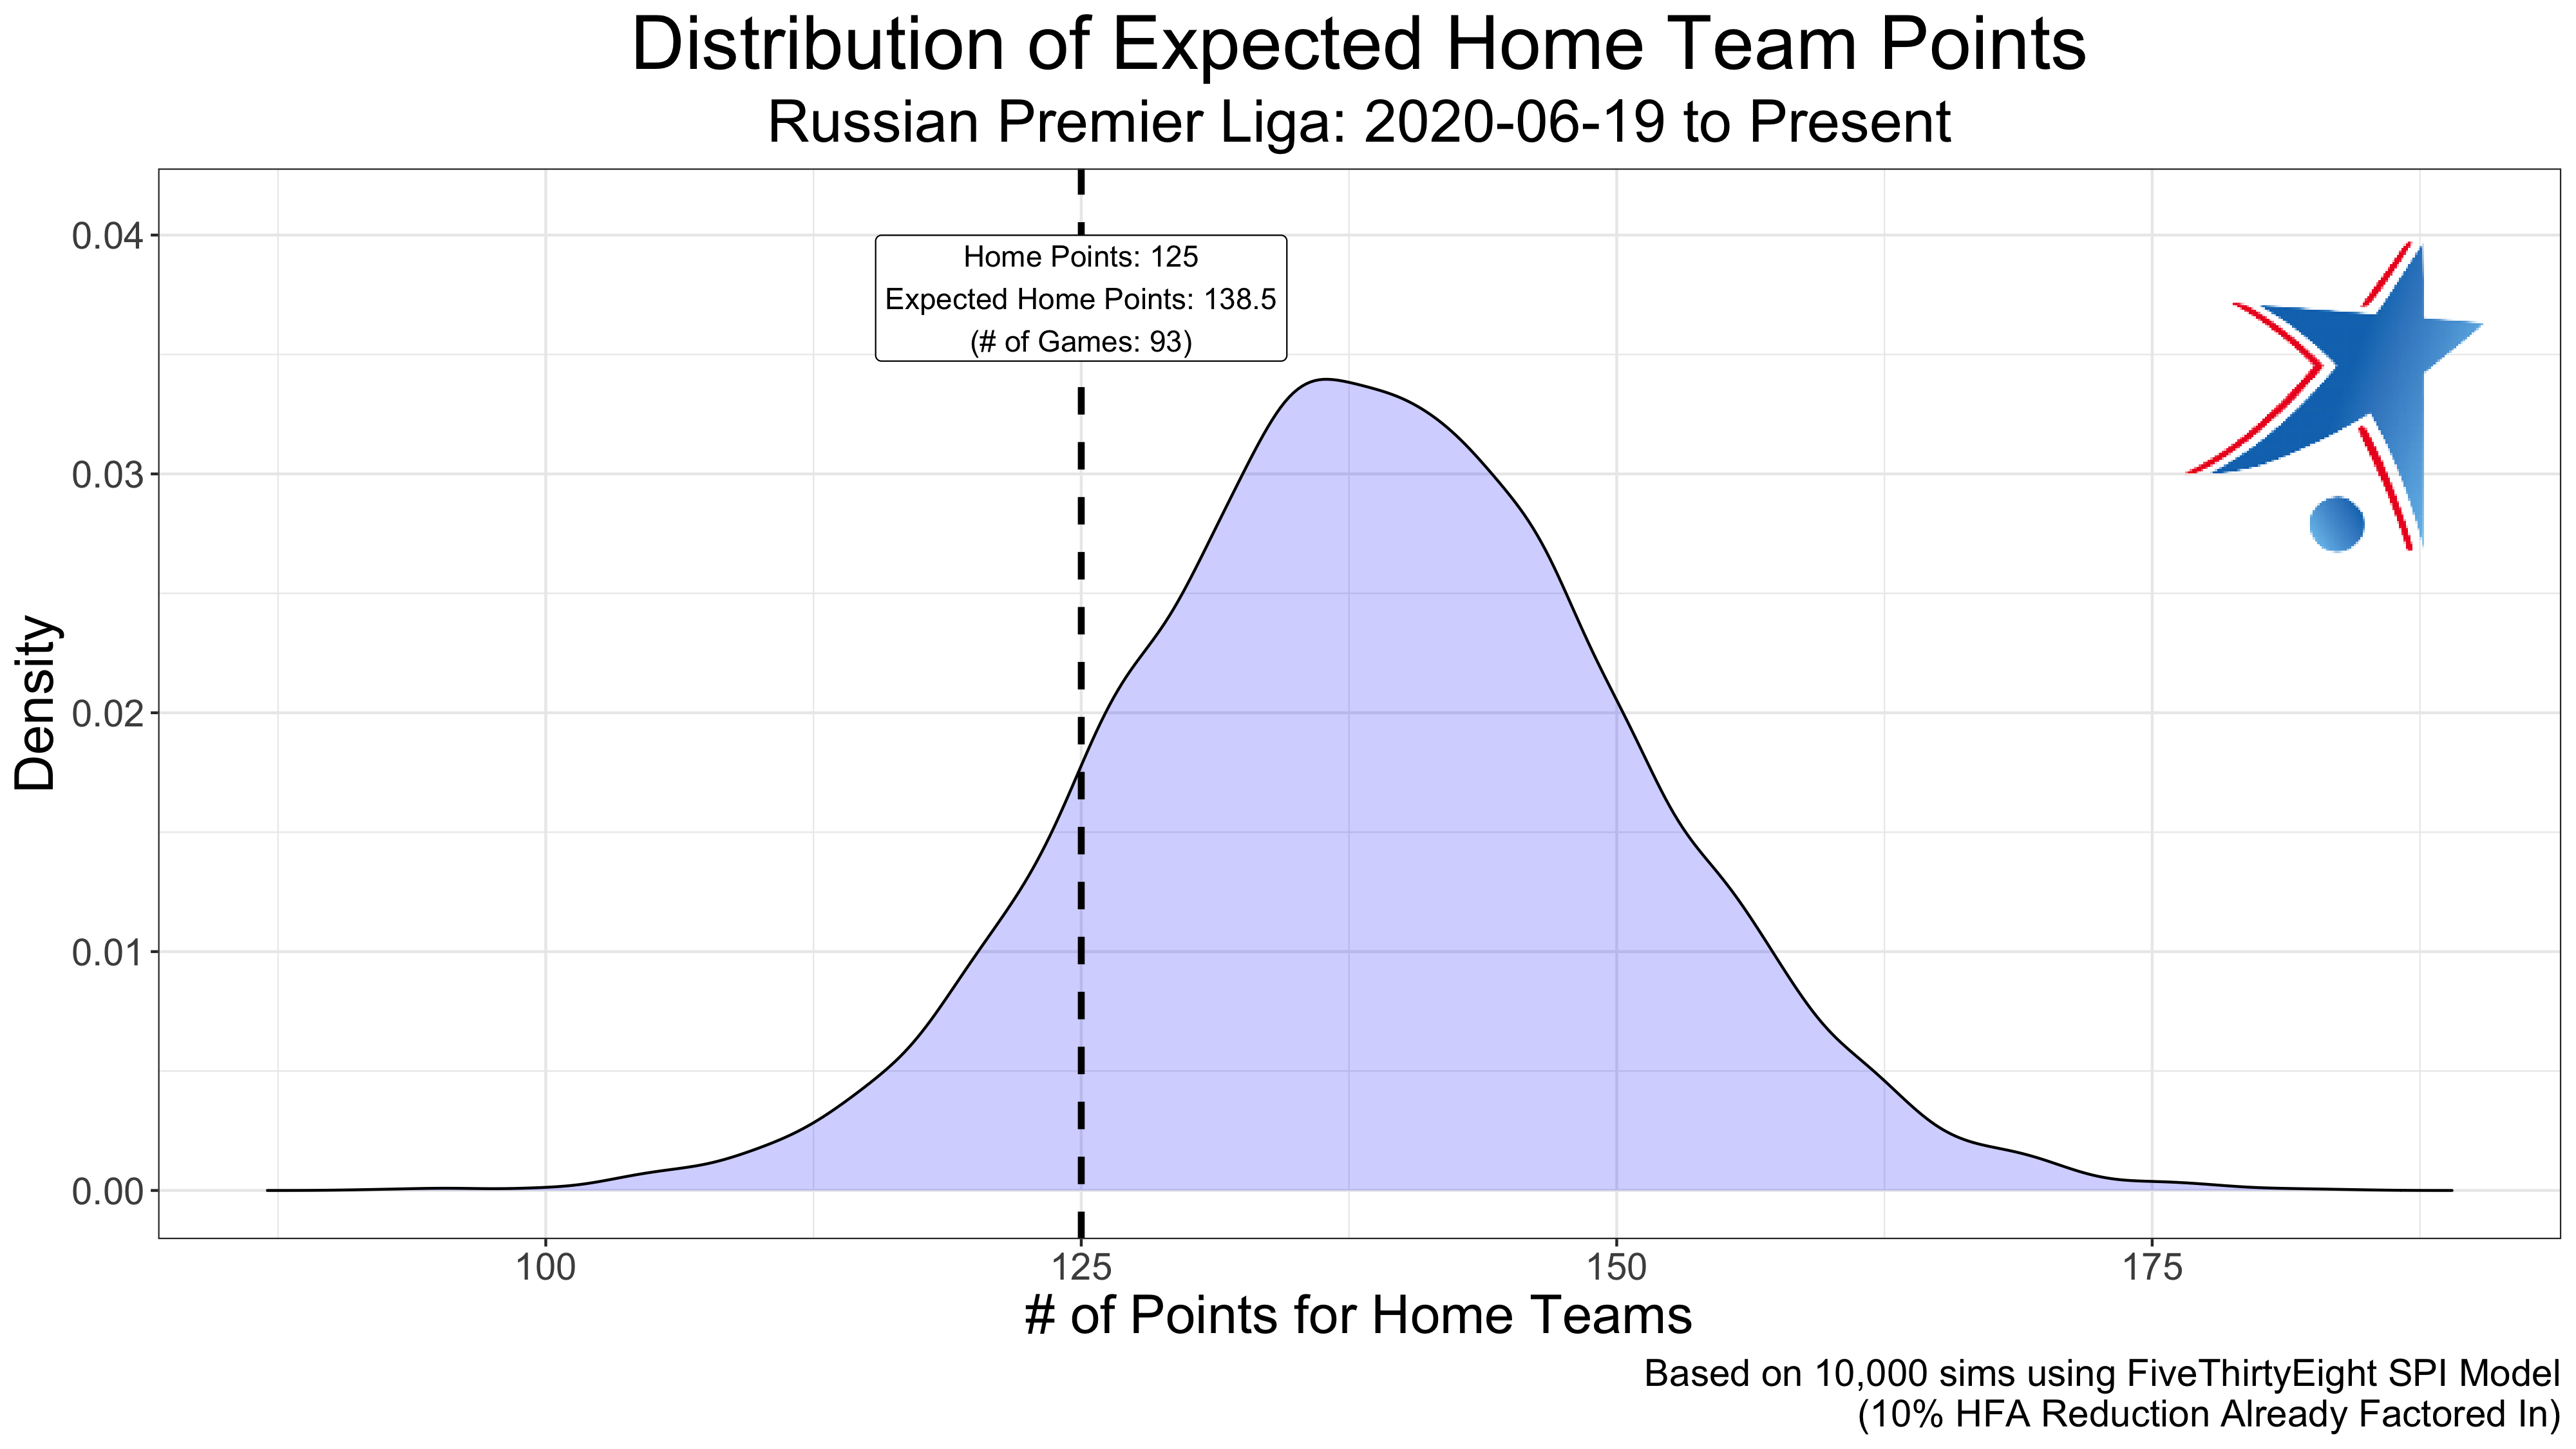 Distribution of Expected Home Team Points
Russian Premier Liga: 2020-06-19 to Present
Home Points: 125
Expected Home Points: 138.5
(# of Games: 93)
Density
0.04
0.03
0.02
0.01
0.00
100 125 150 175
# of Points for Home Teams
Based on 10,000 sims using FiveThirtyEight SPI Model
(10% HFA Reduction Already Factored In)